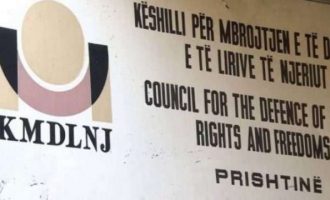 KËSHILLI PËR MBROJTJEN E TË D
E TË LIRIVE TË NJERIUT
COUNCIL FOR THE DEFENCE OF
RIGHTS AND FREEDOMS
PRISHTINË
KMDLNJ